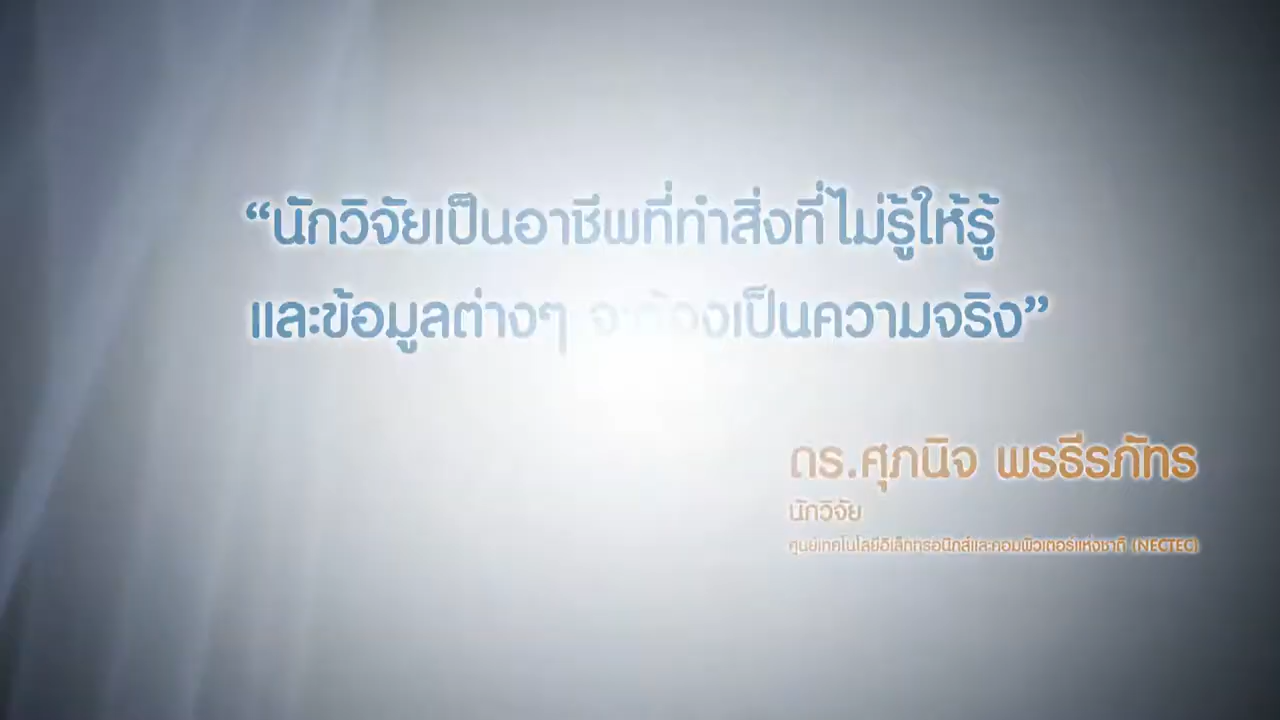 “นักวิจัยเป็นอาชีพที่ทำสิ่งที่ไม่รู้ให้รู้
และข้อมูลต่างๆ จะต้องเป็นความจริง”
ดร.ศุภนิจ พรธีรภัทร
นักวิจัย
ศูนย์เทคโนโลยีอิเล็กทรอนิกส์และคอมพิวเตอร์แห่งชาติ (NECTEC)